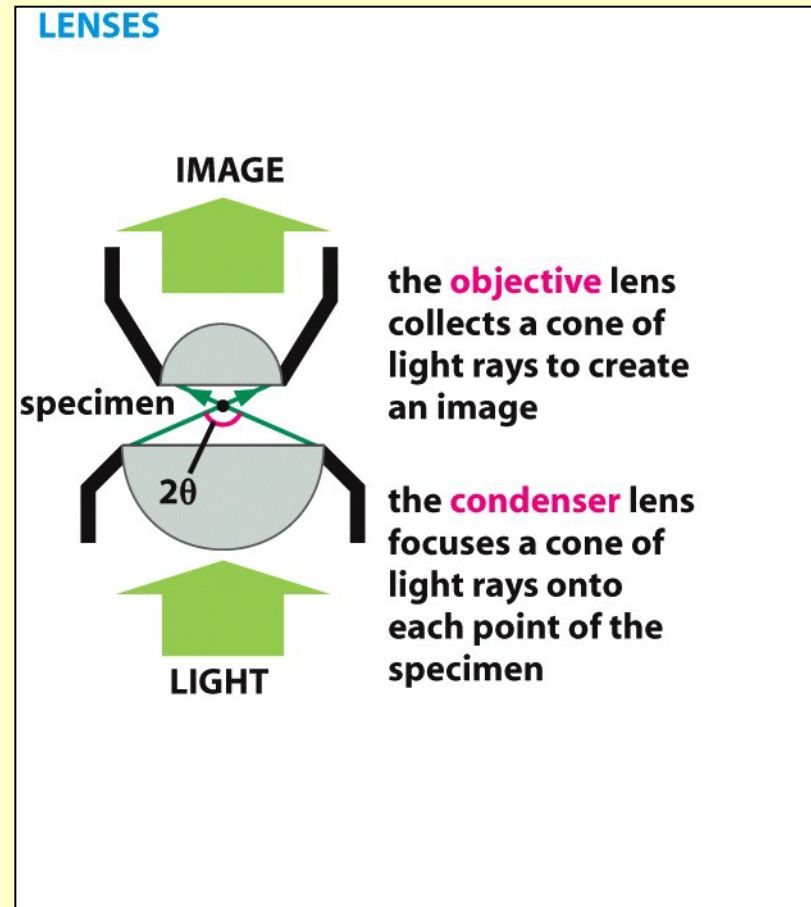 LENSES
IMAGE
the objective lens
collects a cone of
light rays to create
an image
specimen
2θ
the condenser lens
focuses a cone of
light rays onto
each point of the
specimen
LIGHT